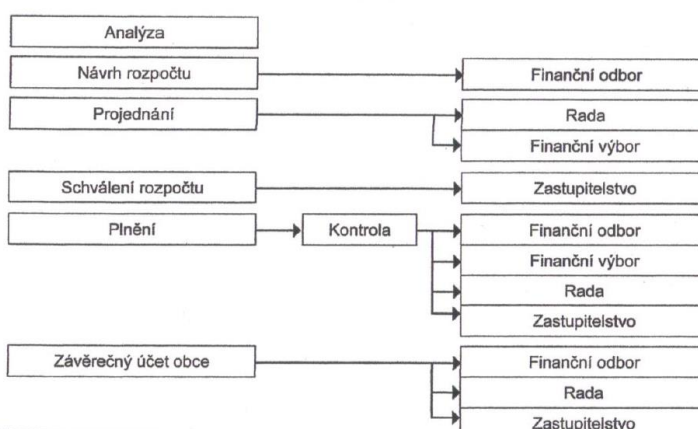 Analýza
Návrh rozpočtu
Finanční odbor
Projednání
Rada
Finanční výbor
Schválení rozpočtu
Zastupitelstvo
Plnění
Kontrola
Finanční odbor
Finanční výbor
Rada
Zastupitelstvo
Závěrečný účet obce
Finanční odbor
Rada
Zastupitelstvo